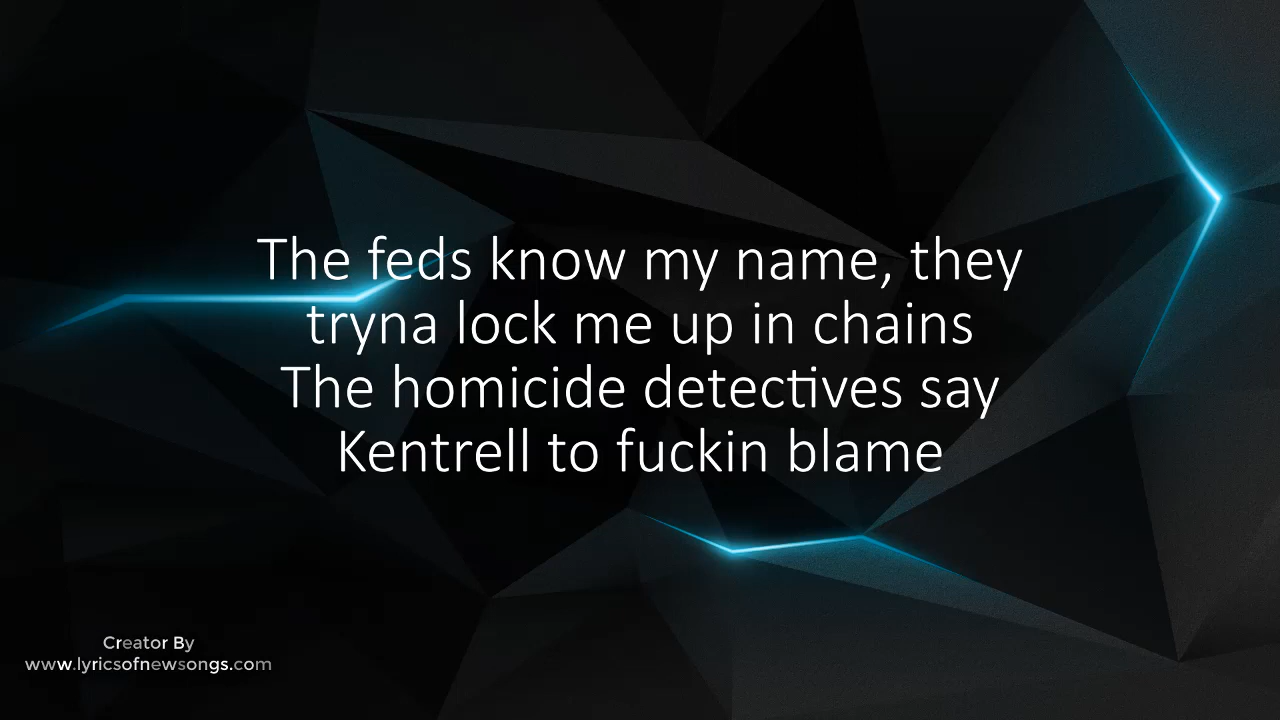 The feds know my name, they
tryna lock me up in chains
The homicide detectives say
Kentrell to fuckin blame
Creator By
www.lyricsofnewsongs.com